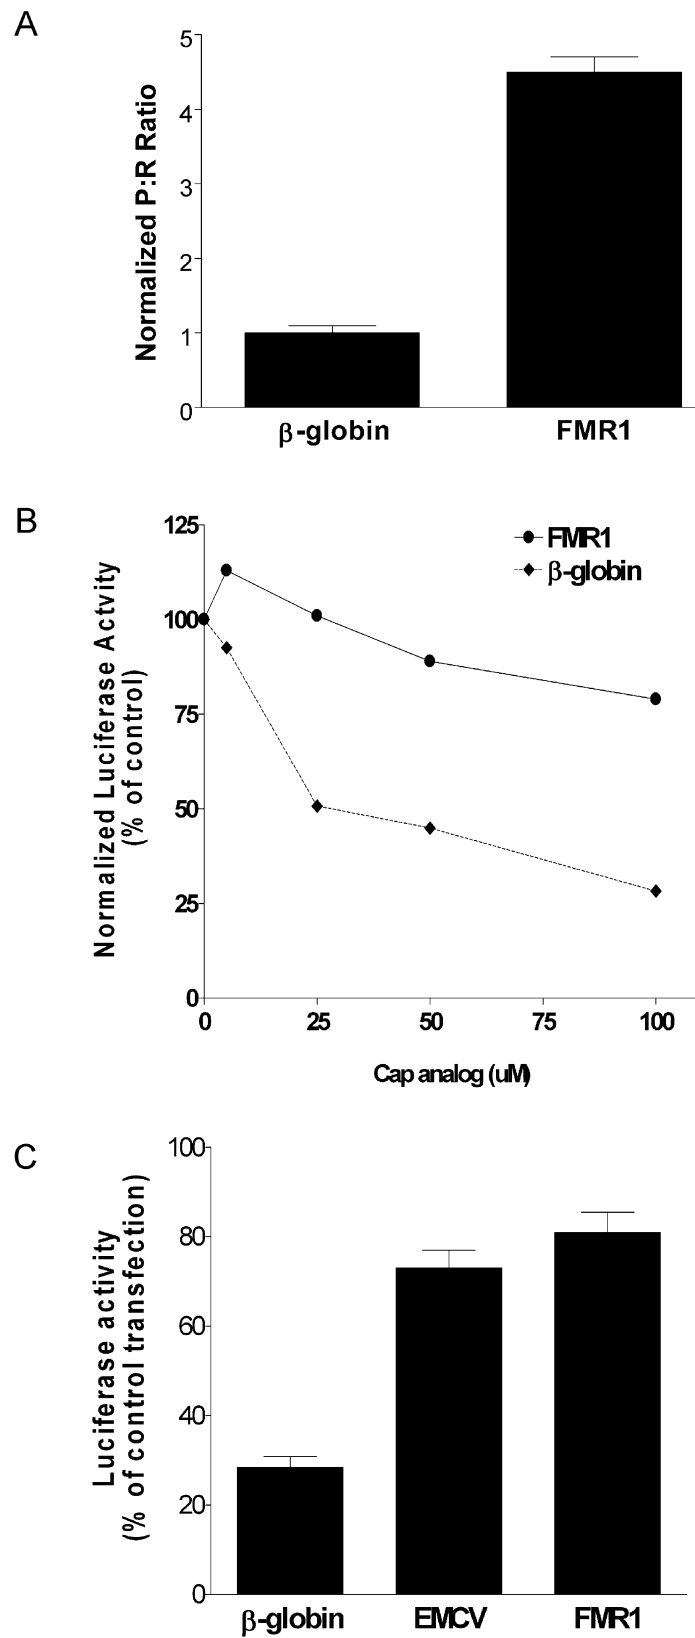 A
Normalized P:R Ratio
5
4
3
2
1
0
β-globin FMR1
B
Normalized Luciferase Actvity
(% of control)
125
100
75
50
25
0
FMR1
β-globin
0 25 50 75 100
Cap analog (uM)
C
Luciferase activity
(% of control transfection)
100
80
60
40
20
0
β-globin EMCV FMR1